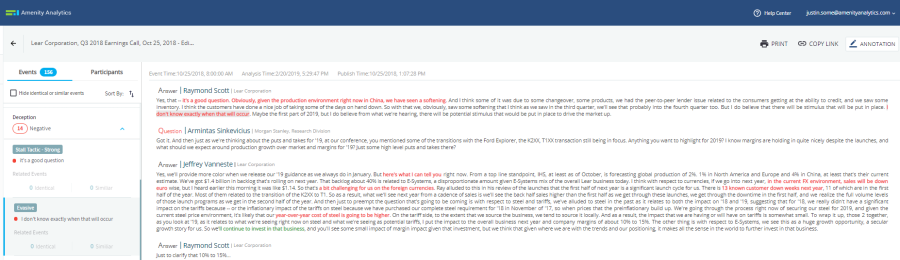 Amenity Analytics
Help Center
justin.some@amenityanalytics.com
Lear Corporation, Q3 2018 Earnings Call, Oct 25, 2018 - Edi...
PRINT
COPY LINK
ANNOTATION
Events 156
Participants
Hide identical or similar events
Sort By:
Deception
14 Negative
Stall Tactic - Strong
It's a good question
Related Events
0 Identical
0 Similar
Evasive
I don't know exactly when that will occur
Related Events
0 Identical
0 Similar
Event Time:10/25/2018, 8:00:00 AM Analysis Time:2/20/2019, 5:29:47 PM Publish Time:10/25/2018, 1:07:28 PM
Answer | Raymond Scott | Lear Corporation
Yes, that – it's a good question. Obviously, given the production environment right now in China, we have seen a softening. And I think some of it was due to some changeover, some products, we had the peer-to-peer lender issue related to the consumers getting at the ability to credit, and we saw some
inventory. I think the customers have done a nice job of taking some of the days on hand down. So with that we, obviously, saw some softening that I think as we saw in the third quarter; we'll see that probably into the fourth quarter too. But I do believe that there will be stimulus that will be put in place. I
don't know exactly when that will occur. Maybe the first part of 2019, but I do believe from what we're hearing, there will be potential stimulus that would be put in place to drive the market up.
Question | Armintas Sinkevicius | Morgan Stanley, Research Division
Got it. And then just as we're thinking about the puts and takes for '19, at our conference, you mentioned some of the transitions with the Ford Explorer, the K2XX, T1XX transition still being in focus. Anything you want to highlight for 2019? I know margins are holding in quite nicely despite the launches, and
what should we expect around production growth over market and margins for '19? Just some high level puts and takes there?
Answer | Jeffrey Vanneste | Lear Corporation
Yes, we'll provide more color when we release our '19 guidance as we always do in January. But here's what I can tell you right now. From a top-line standpoint, IHS, at least as of October, is forecasting global production of 2%, 1% in North America and Europe and 4% in China, at least that's their current
estimate. We've got $1.4 billion in backlog that's rolling on next year. That backlog about 40% is related to E-Systems, a disproportionate amount given E-Systems mix of the overall Lear business today. I think with respect to currencies, if we go into next year, in the current FX environment, sales will be down
euro wise, but I heard earlier this morning it was like $1.14. So that's a bit challenging for us on the foreign currencies. Ray alluded to this in his review of the launches that the first half of next year is a significant launch cycle for us. There is 13 known customer down weeks next year, 11 of which are in the first
half of the year. Most of them related to the transition of the K2XX to T1. So as a result, what we'll see next year from a cadence of sales is we'll see the back half sales higher than the first half as we get through the downtime in the first half, and we realize the full volume levels
of those launch programs as we get in the second half of the year. And then just to preempt the question that's going to be coming is with respect to steel and tariffs, we've alluded to steel in the past as it relates to both the impact on '18 and '19, suggesting that for '18, we really didn't have a significant
impact on the tariffs because – or the inflationary impact of the tariffs on steel because we have purchased our complete steel requirement for '18 in November of '17, so when prices that the preinflationary build up. We're going through the process right now of securing our steel for 2019, and given the
current steel price environment, it's likely that our year-over-year cost of steel is going to be higher. On the tariff side, to the extent that we source the business, we tend to source it locally. And as a result, the impact that we are having or will have on tariffs is somewhat small. To wrap it up, those 2 together,
as you look at '19, as it relates to what we're seeing right now on steel and what we're seeing as potential tariffs, I put the impact to the overall business next year and company margins of about 10% to 15%. The other thing is with respect to E-Systems, we see this as a huge growth opportunity, a secular
growth story for us. So we'll continue to invest in that business, and you'll see some small impact of margin impact given that investment, but we think that given where we are with the trends and our positioning, it makes all the sense in the world to further invest in that business.
Answer | Raymond Scott | Lear Corporation
Just to clarify that 10% to 15%...